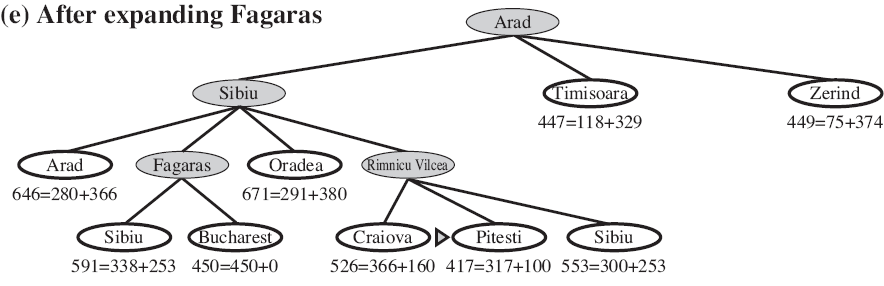 (e) After expanding Fagaras
Arad
Sibiu
Timisoara
Zerind
447=118+329
449=75+374
Arad
Fagaras
Oradea
Rimnicu Vilcea
646=280+366
671=291+380
Sibiu
Bucharest
Craiova
Pitesti
Sibiu
591=338+253
450=450+0
526=366+160
417=317+100
553=300+253